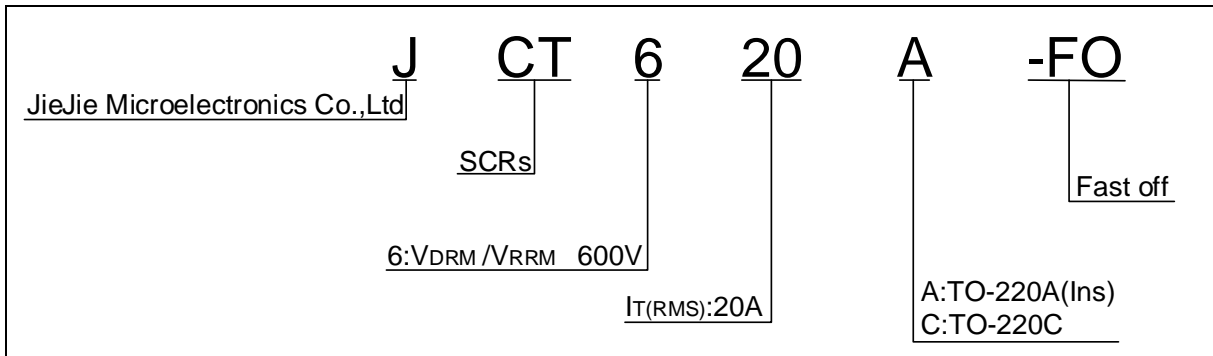 J CT 6 20 A -FO
JieJie Microelectronics Co.,Ltd
SCRs
Fast off
6:VDRM /VRRM 600V
A:TO-220A(Ins)
IT(RMS):20A
C:TO-220C